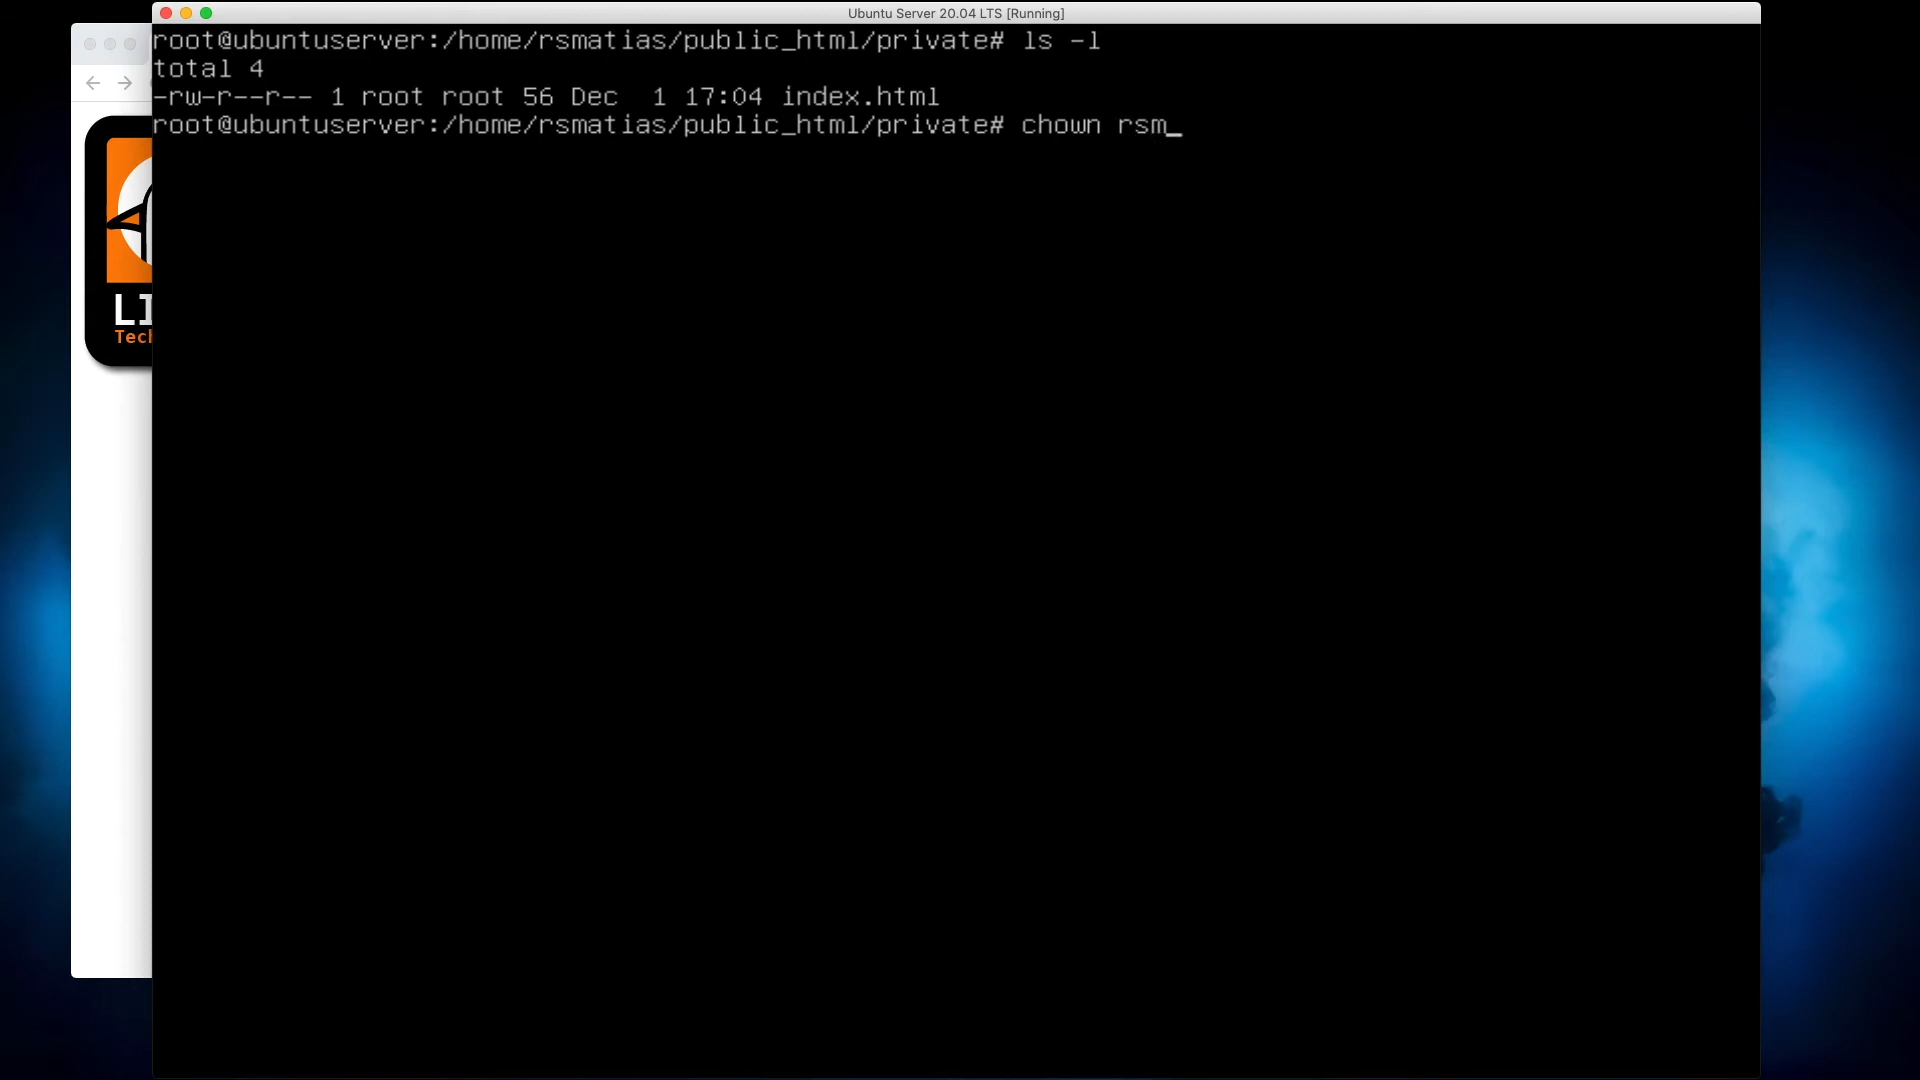 Ubuntu Server 20.04 LTS [Running]
root@ubuntuserver:/home/rsmatias/public_html/private# ls -l
total 4
-rw-r--r-- 1 root root 56 Dec  1 17:04 index.html
root@ubuntuserver:/home/rsmatias/public_html/private# chown rsm_
LI
Tech